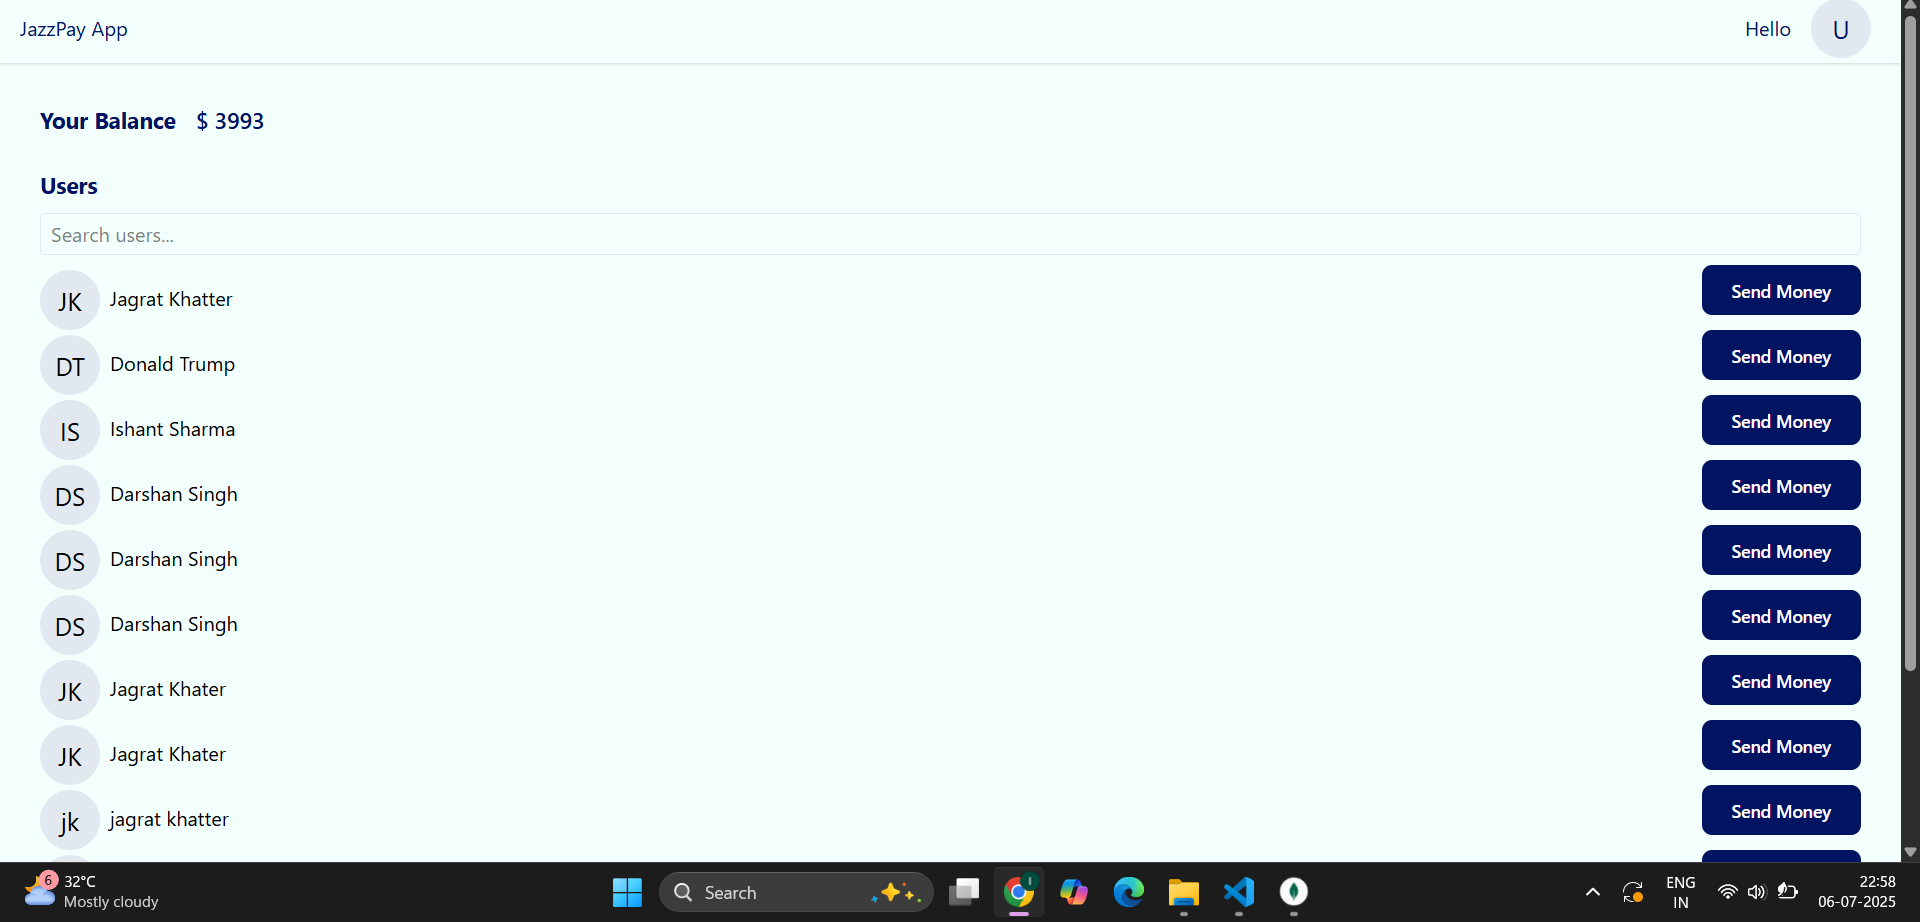 JazzPay App
Hello U
Your Balance $ 3993
Users
Search users...
JK Jagrat Khatter Send Money
DT Donald Trump Send Money
IS Ishant Sharma Send Money
DS Darshan Singh Send Money
DS Darshan Singh Send Money
DS Darshan Singh Send Money
JK Jagrat Khater Send Money
JK Jagrat Khater Send Money
jk jagrat khatter Send Money
6 32°C
Mostly cloudy
Search
ENG
IN
22:58
06-07-2025